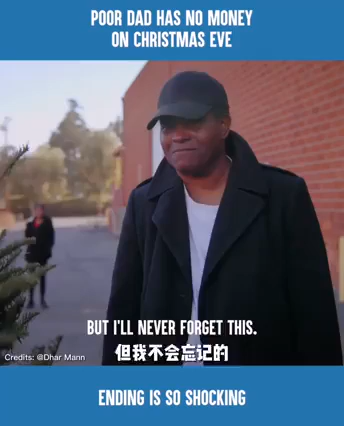 POOR DAD HAS NO MONEY
ON CHRISTMAS EVE
BUT I'LL NEVER FORGET THIS.
但我不会忘记的
Credits: @Dhar Mann
ENDING IS SO SHOCKING